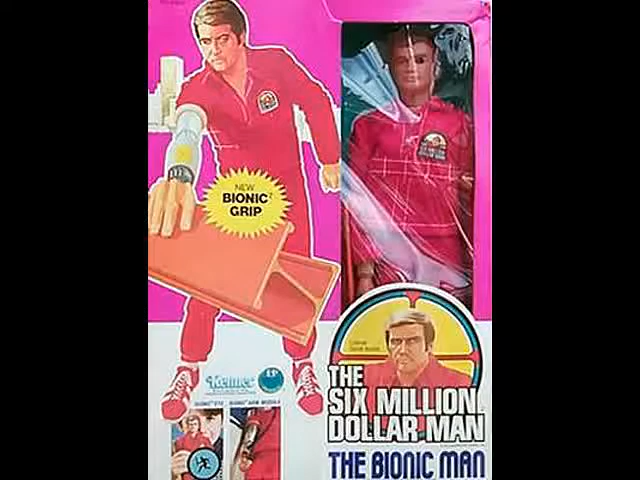 NEW
BIONIC
GRIP
Kenner
THE
SIX MILLION
DOLLAR MAN
THE BIONIC MAN